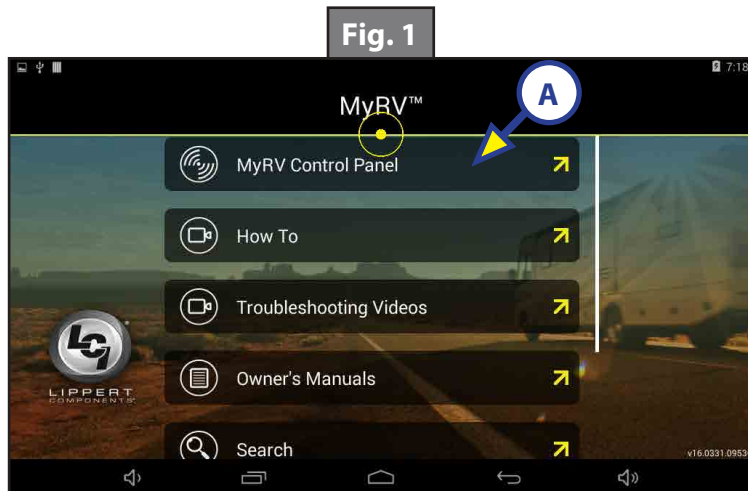 Fig. 1
7:18
MyRV™
A
MyRV Control Panel
How To
Troubleshooting Videos
LCI
Owner's Manuals
LIPPERT
COMPONENTS
Search
v16.0331.0953